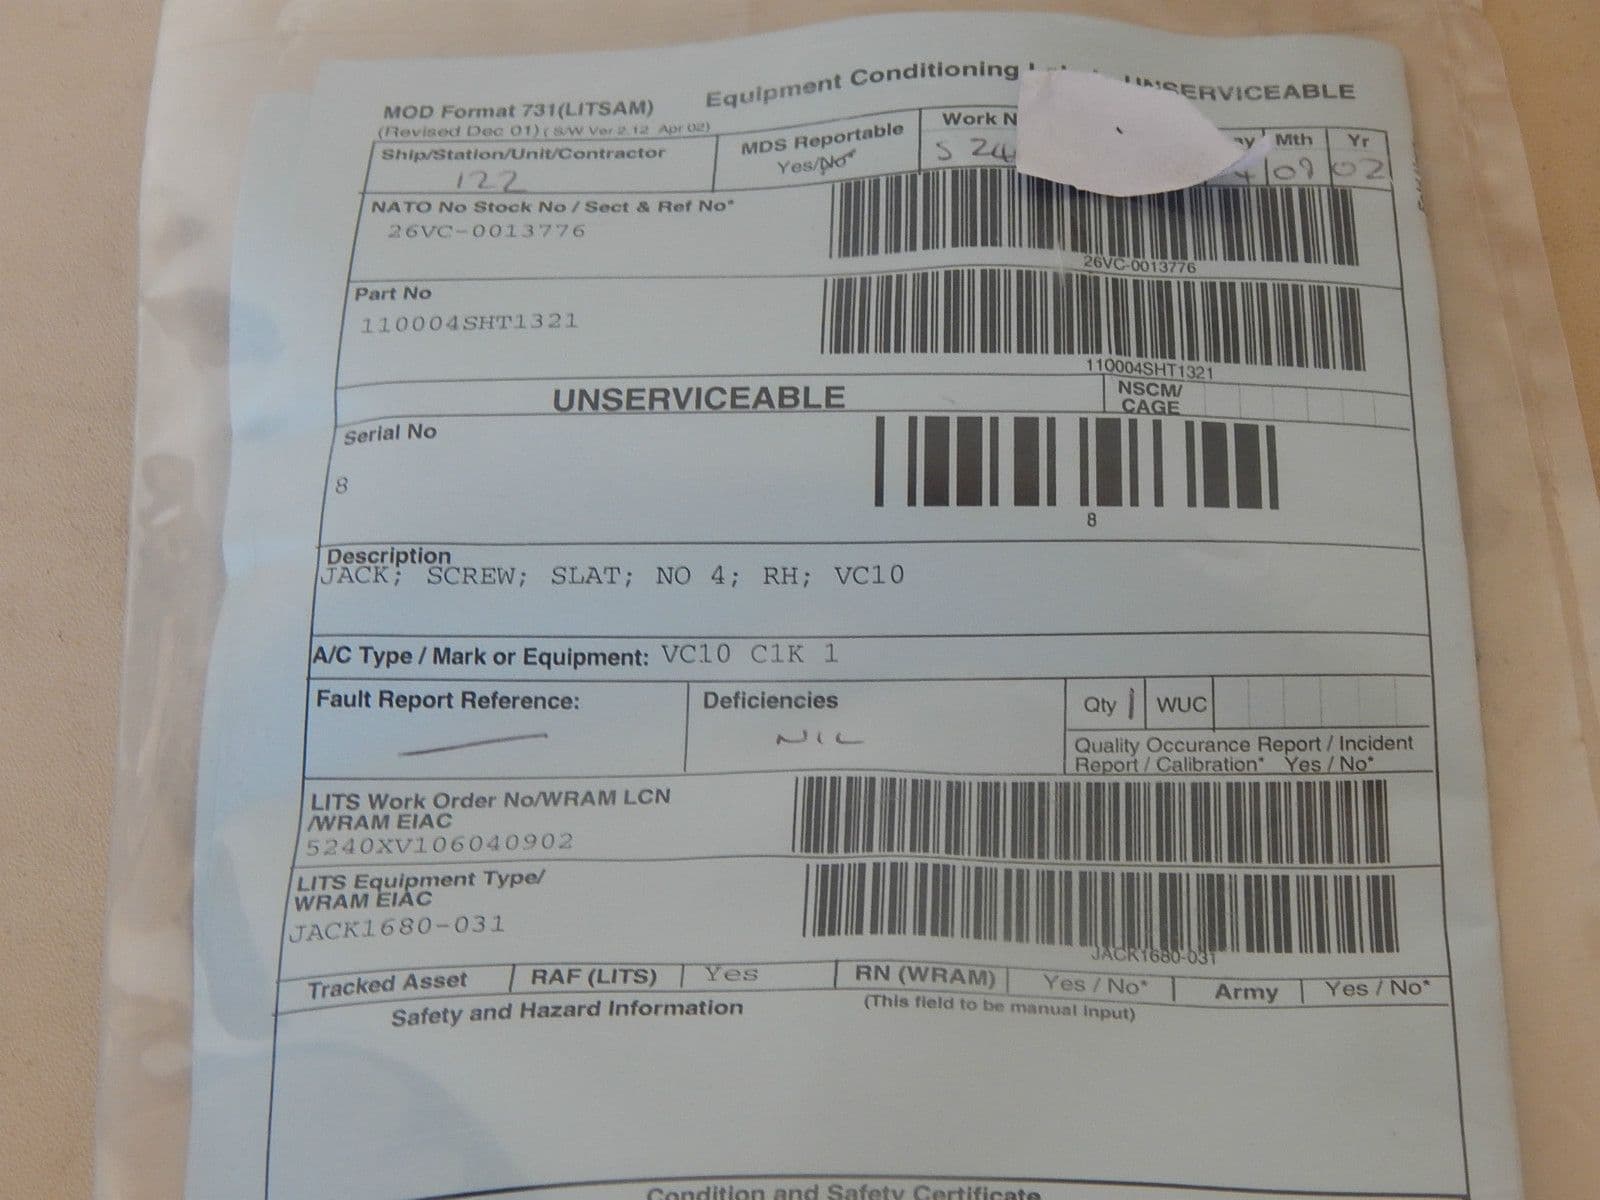 Equipment Conditioning UNSERVICEABLE
MOD Format 731(LITSAM)
(Revised Dec 01) ( S/W Ver 2.12 Apr 02)
Ship/Station/Unit/Contractor
122
MDS Reportable
Yes/No*
Work N
S 24
Mth Yr
09 02
NATO No Stock No / Sect & Ref No*
26VC-0013776
26VC-0013776
Part No
110004SHT1321
110004SHT1321
UNSERVICEABLE
NSCM/
CAGE
Serial No
8
8
Description
JACK; SCREW; SLAT; NO 4; RH; VC10
A/C Type / Mark or Equipment: VC10 C1K 1
Fault Report Reference:
Deficiencies
NIL
Qty 1 WUC
Quality Occurance Report / Incident
Report / Calibration* Yes / No*
LITS Work Order No/WRAM LCN
/WRAM EIAC
5240XV106040902
LITS Equipment Type/
WRAM EIAC
JACK1680-031
JACK1680-031
Tracked Asset RAF (LITS) Yes RN (WRAM) Yes / No* Army Yes / No*
Safety and Hazard Information (This field to be manual input)
Condition and Safety Certificate